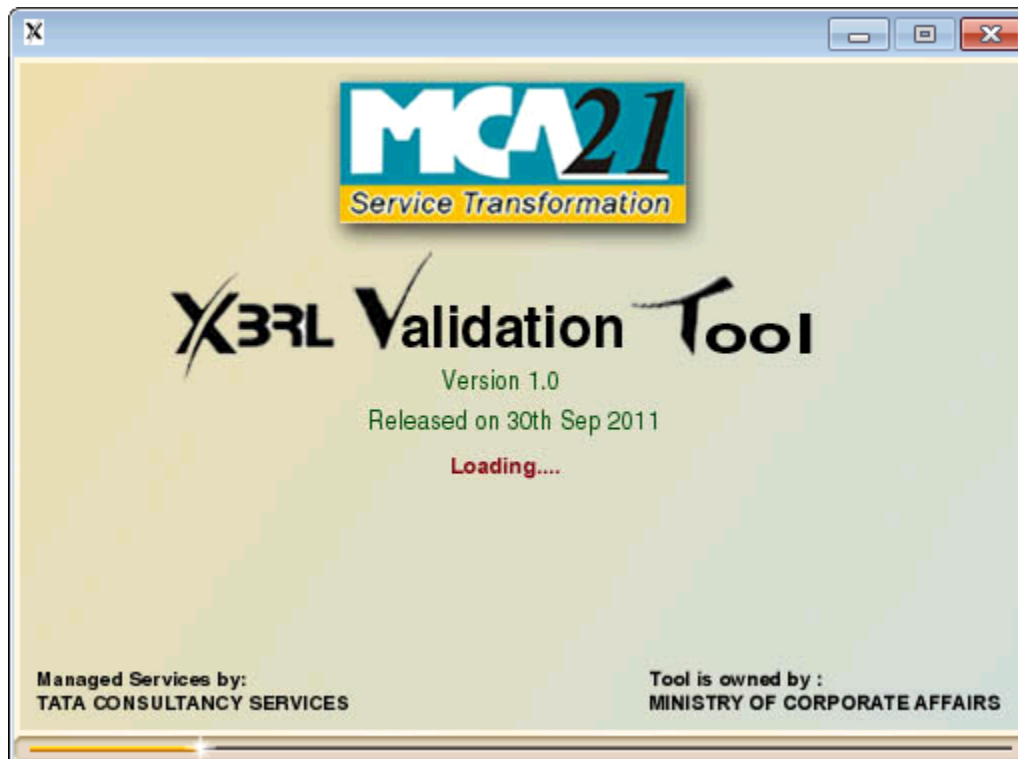 MCA21
Service Transformation
XBRL Validation Tool
Version 1.0
Released on 30th Sep 2011
Loading....
Managed Services by:
TATA CONSULTANCY SERVICES
Tool is owned by :
MINISTRY OF CORPORATE AFFAIRS